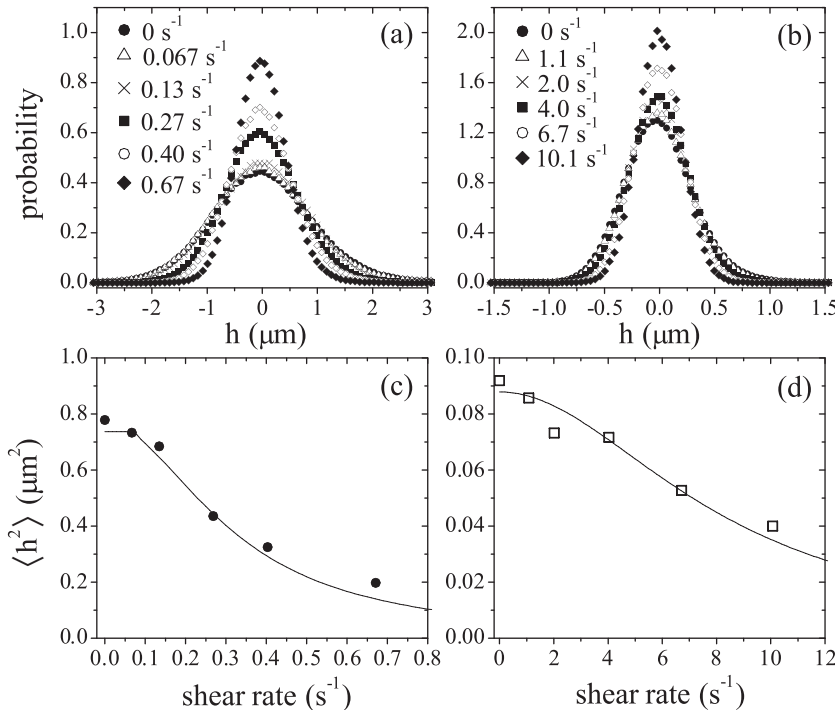 (a)
1.0
0.8
0.6
0.4
0.2
0.0
probability
0 s⁻¹
0.067 s⁻¹
0.13 s⁻¹
0.27 s⁻¹
0.40 s⁻¹
0.67 s⁻¹
-3 -2 -1 0 1 2 3
h (μm)
(b)
2.0
1.6
1.2
0.8
0.4
0.0
0 s⁻¹
1.1 s⁻¹
2.0 s⁻¹
4.0 s⁻¹
6.7 s⁻¹
10.1 s⁻¹
-1.5 -1.0 -0.5 0.0 0.5 1.0 1.5
h (μm)
(c)
1.0
0.8
0.6
0.4
0.2
0.0
⟨h²⟩ (μm²)
0.0 0.1 0.2 0.3 0.4 0.5 0.6 0.7 0.8
shear rate (s⁻¹)
(d)
0.10
0.08
0.06
0.04
0.02
0.00
0 2 4 6 8 10 12
shear rate (s⁻¹)